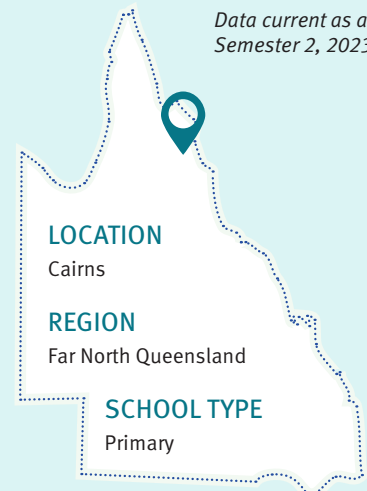 Data current as a
Semester 2, 2023
LOCATION
Cairns
REGION
Far North Queensland
SCHOOL TYPE
Primary